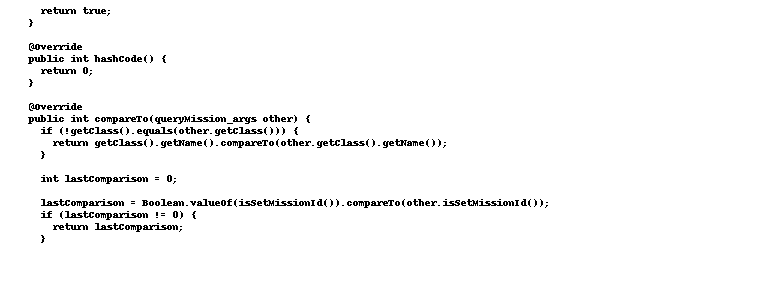 return true;
}
@Override
public int hashCode() {
return 0;
}
@Override
public int compareTo(queryMission_args other) {
if (!getClass().equals(other.getClass())) {
return getClass().getName().compareTo(other.getClass().getName());
}
int lastComparison = 0;
lastComparison = Boolean.valueOf(isSetMissionId()).compareTo(other.isSetMissionId());
if (lastComparison != 0) {
return lastComparison;
}